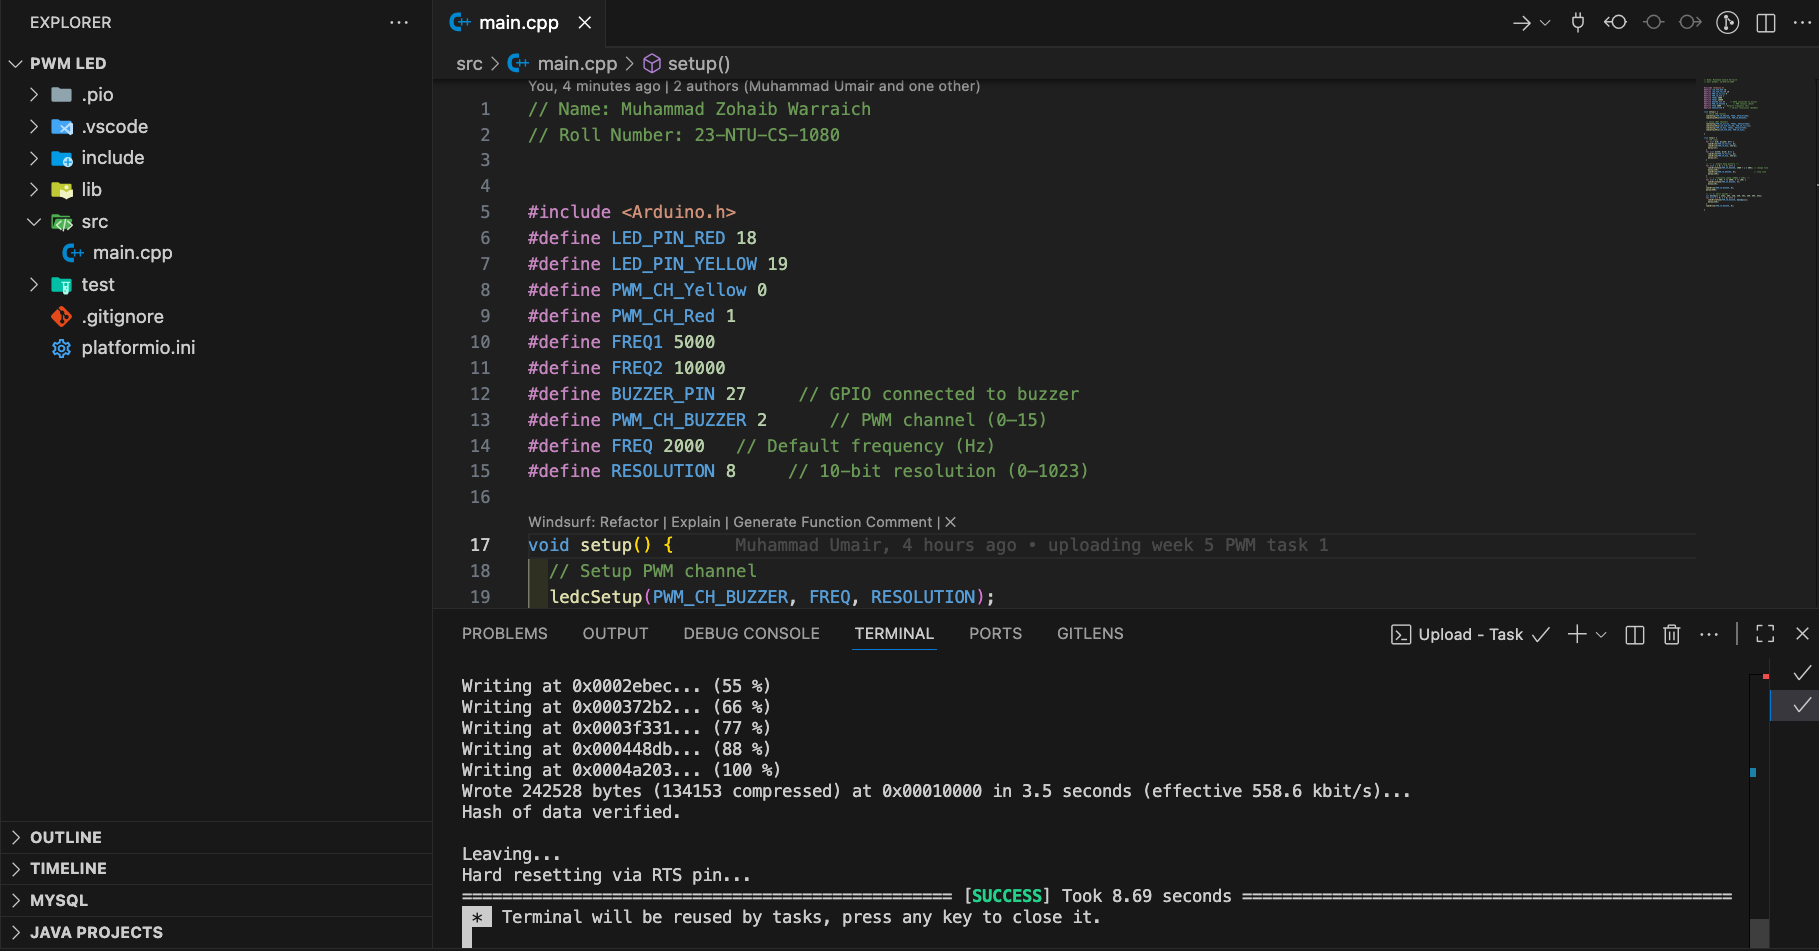 EXPLORER
PWM LED
.pio
.vscode
include
lib
src
main.cpp
test
.gitignore
platformio.ini
OUTLINE
TIMELINE
MYSQL
JAVA PROJECTS
main.cpp
src > main.cpp > setup()
You, 4 minutes ago | 2 authors (Muhammad Umair and one other)
1 // Name: Muhammad Zohaib Warraich
2 // Roll Number: 23-NTU-CS-1080
3
4
5 #include <Arduino.h>
6 #define LED_PIN_RED 18
7 #define LED_PIN_YELLOW 19
8 #define PWM_CH_Yellow 0
9 #define PWM_CH_Red 1
10 #define FREQ1 5000
11 #define FREQ2 10000
12 #define BUZZER_PIN 27 // GPIO connected to buzzer
13 #define PWM_CH_BUZZER 2 // PWM channel (0–15)
14 #define FREQ 2000 // Default frequency (Hz)
15 #define RESOLUTION 8 // 10-bit resolution (0–1023)
16
Windsurf: Refactor | Explain | Generate Function Comment | ✕
17 void setup() { Muhammad Umair, 4 hours ago • uploading week 5 PWM task 1
18 // Setup PWM channel
19 ledcSetup(PWM_CH_BUZZER, FREQ, RESOLUTION);
PROBLEMS OUTPUT DEBUG CONSOLE TERMINAL PORTS GITLENS Upload - Task
Writing at 0x0002ebec... (55 %)
Writing at 0x000372b2... (66 %)
Writing at 0x0003f331... (77 %)
Writing at 0x000448db... (88 %)
Writing at 0x0004a203... (100 %)
Wrote 242528 bytes (134153 compressed) at 0x00010000 in 3.5 seconds (effective 558.6 kbit/s)...
Hash of data verified.
Leaving...
Hard resetting via RTS pin...
================================================= [SUCCESS] Took 8.69 seconds =================================================
* Terminal will be reused by tasks, press any key to close it.